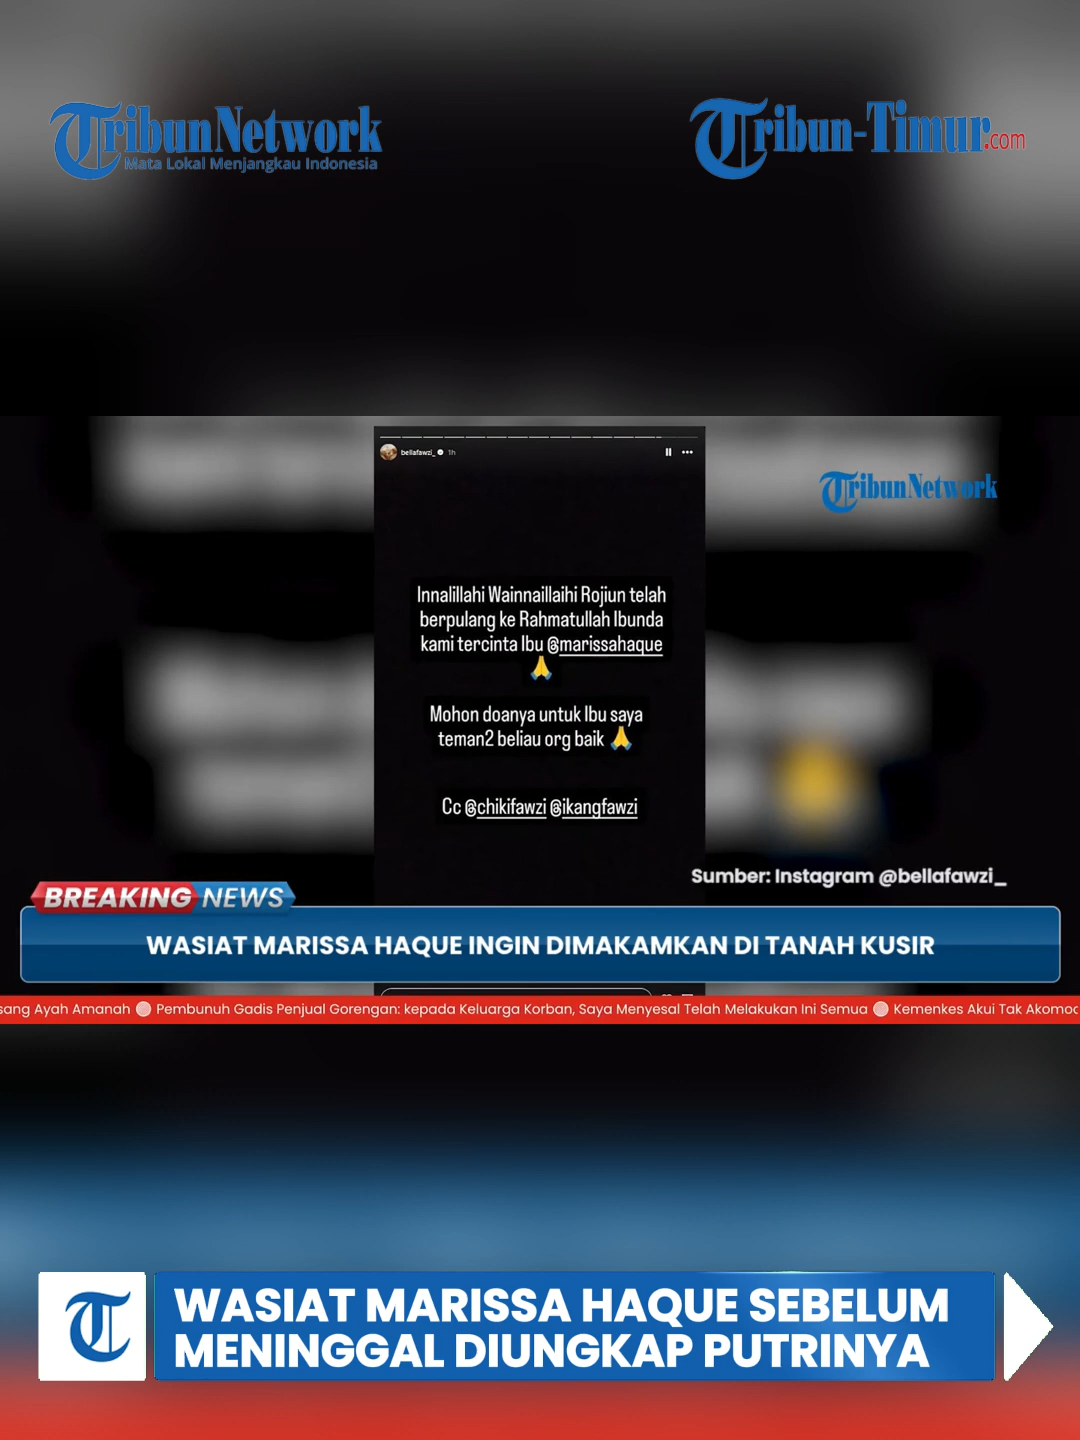 TribunNetwork
Mata Lokal Menjangkau Indonesia
Tribun-Timur.com
bellafawzi_ 1h
TribunNetwork
Innalillahi Wainnaillaihi Rojiun telah
berpulang ke Rahmatullah Ibunda
kami tercinta Ibu @marissahaque
🙏
Mohon doanya untuk Ibu saya
teman2 beliau org baik 🙏
Cc @chikifawzi @ikangfawzi
Sumber: Instagram @bellafawzi_
BREAKING NEWS
WASIAT MARISSA HAQUE INGIN DIMAKAMKAN DI TANAH KUSIR
sang Ayah Amanah Pembunuh Gadis Penjual Gorengan: kepada Keluarga Korban, Saya Menyesal Telah Melakukan Ini Semua Kemenkes Akui Tak Akomod
T
WASIAT MARISSA HAQUE SEBELUM
MENINGGAL DIUNGKAP PUTRINYA